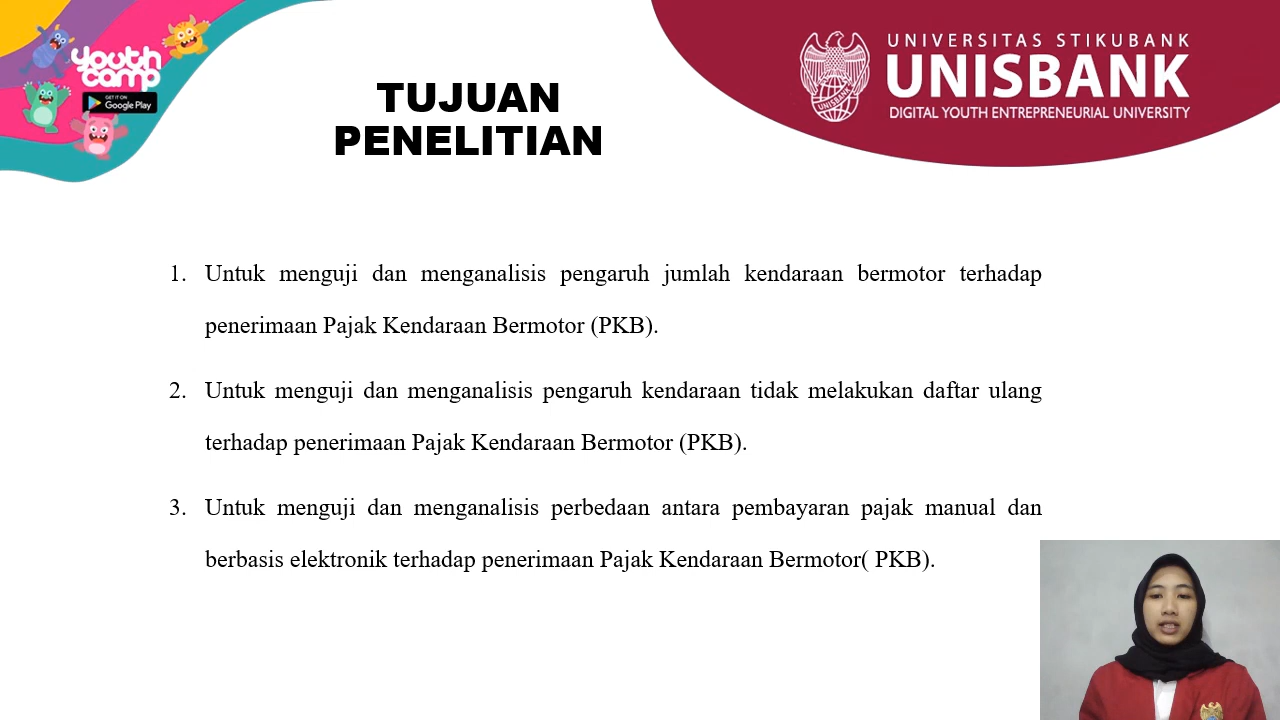 youth
camp
GET IT ON
Google Play
UNIVERSITAS STIKUBANK
UNISBANK
DIGITAL YOUTH ENTREPRENEURIAL UNIVERSITY
UNISBANK
TUJUAN
PENELITIAN
1. Untuk menguji dan menganalisis pengaruh jumlah kendaraan bermotor terhadap
penerimaan Pajak Kendaraan Bermotor (PKB).
2. Untuk menguji dan menganalisis pengaruh kendaraan tidak melakukan daftar ulang
terhadap penerimaan Pajak Kendaraan Bermotor (PKB).
3. Untuk menguji dan menganalisis perbedaan antara pembayaran pajak manual dan
berbasis elektronik terhadap penerimaan Pajak Kendaraan Bermotor( PKB).